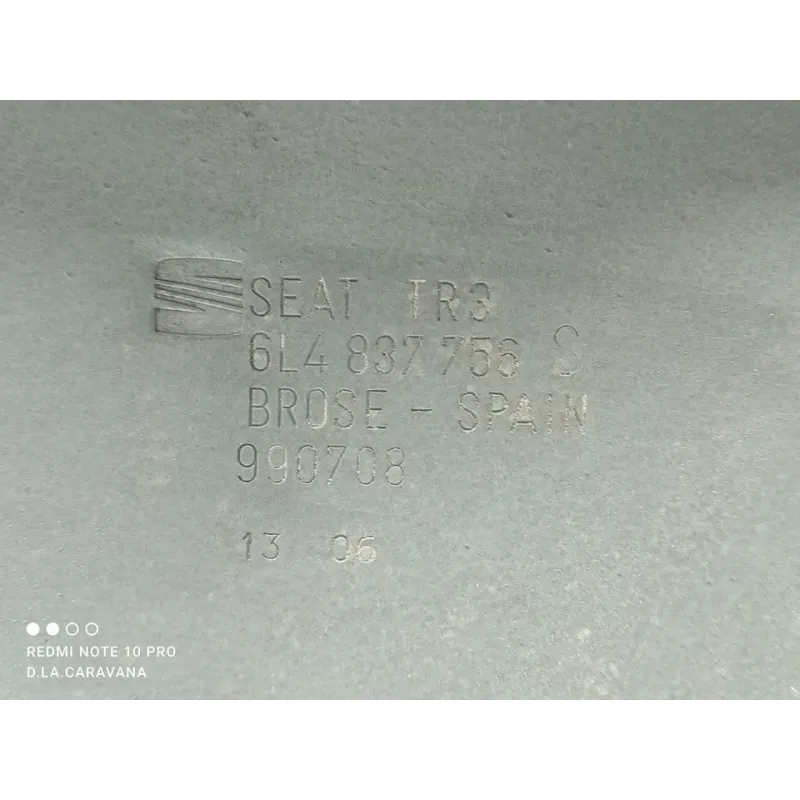 SEAT TR3
6L4 837 756 S
BROSE - SPAIN
990708
13 06
REDMI NOTE 10 PRO
D.LA.CARAVANA